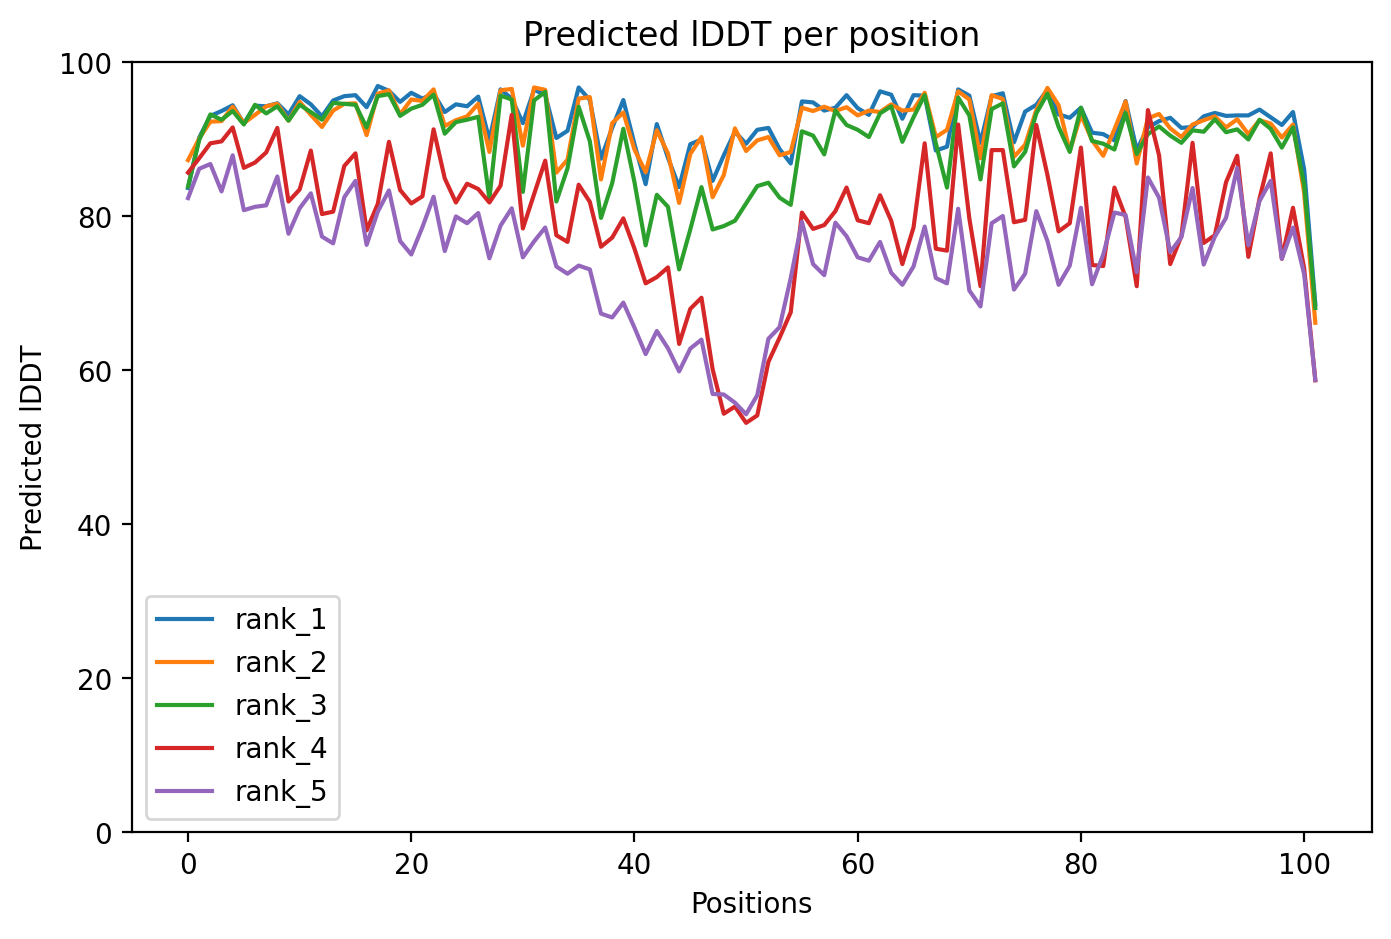 Predicted lDDT per position
100
80
60
40
20
0
Predicted lDDT
rank_1
rank_2
rank_3
rank_4
rank_5
0 20 40 60 80 100
Positions